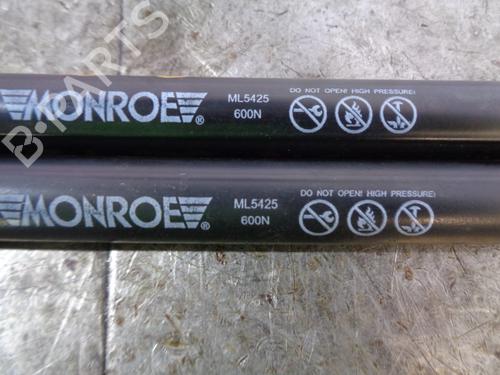 MONROE®
ML5425
600N
DO NOT OPEN! HIGH PRESSURE!
MONROE®
ML5425
600N
DO NOT OPEN! HIGH PRESSURE!
B-PARTS